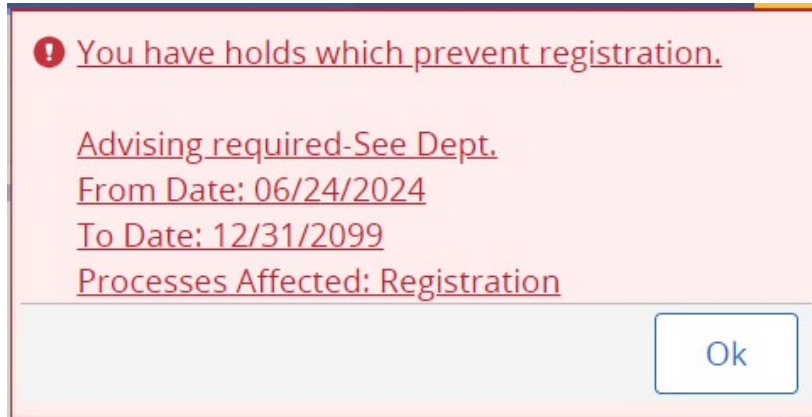 You have holds which prevent registration.
Advising required-See Dept.
From Date: 06/24/2024
To Date: 12/31/2099
Processes Affected: Registration
Ok